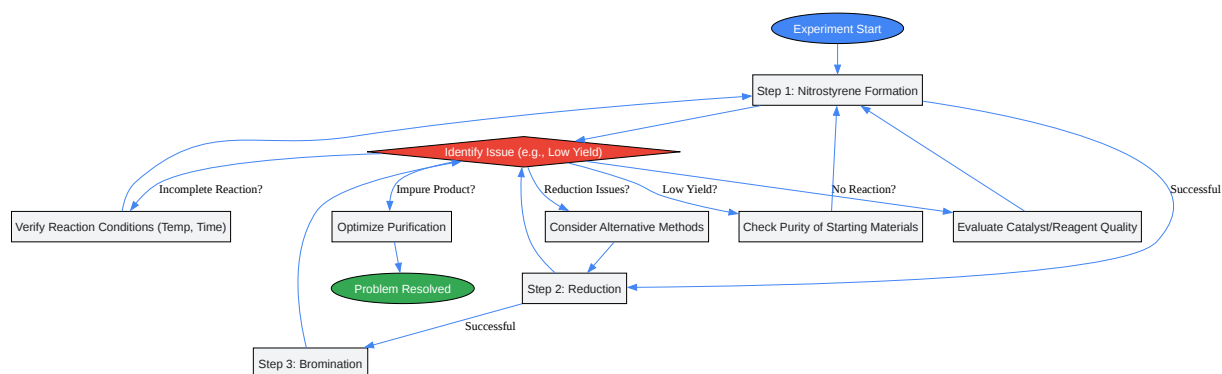 Experiment Start
Step 1: Nitrostyrene Formation
Identify Issue (e.g., Low Yield)
Incomplete Reaction?
Impure Product?
Reduction Issues?
Low Yield?
No Reaction?
Successful
Verify Reaction Conditions (Temp, Time)
Optimize Purification
Consider Alternative Methods
Check Purity of Starting Materials
Evaluate Catalyst/Reagent Quality
Problem Resolved
Step 2: Reduction
Successful
Step 3: Bromination